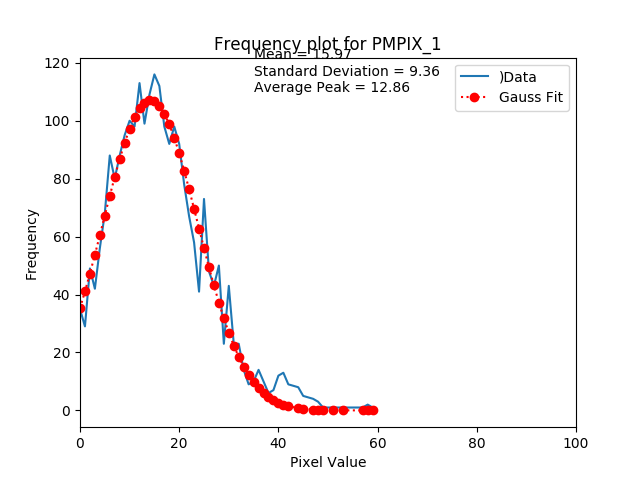 Frequency plot for PMPIX_1
Mean = 15.97
Standard Deviation = 9.36
Average Peak = 12.86
)Data
Gauss Fit
Frequency
120
100
80
60
40
20
0
0 20 40 60 80 100
Pixel Value